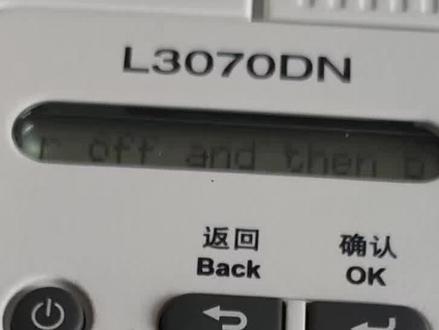 L3070DN
r off and then
返回
确认
Back
OK